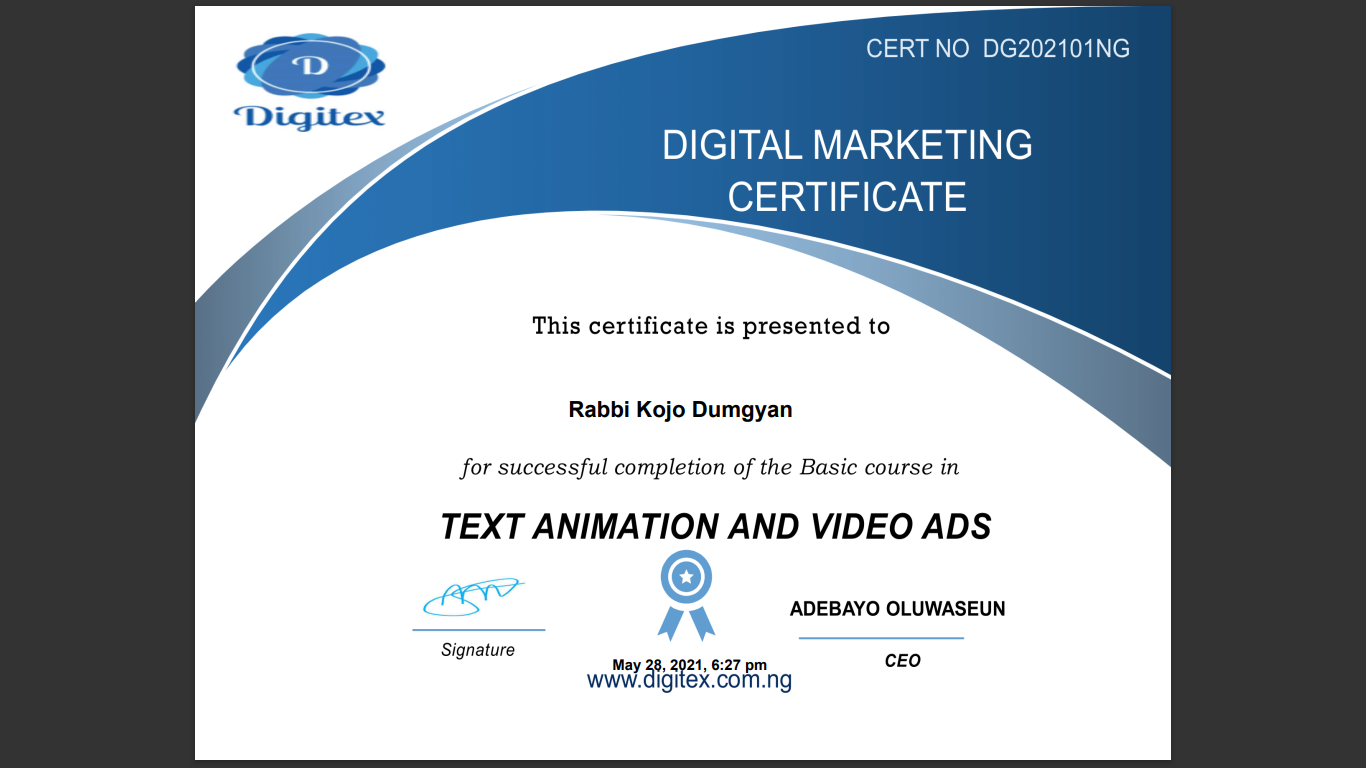 D
Digitex
CERT NO DG202101NG
DIGITAL MARKETING
CERTIFICATE
This certificate is presented to
Rabbi Kojo Dumgyan
for successful completion of the Basic course in
TEXT ANIMATION AND VIDEO ADS
ADEBAYO OLUWASEUN
Signature
CEO
May 28, 2021, 6:27 pm
www.digitex.com.ng